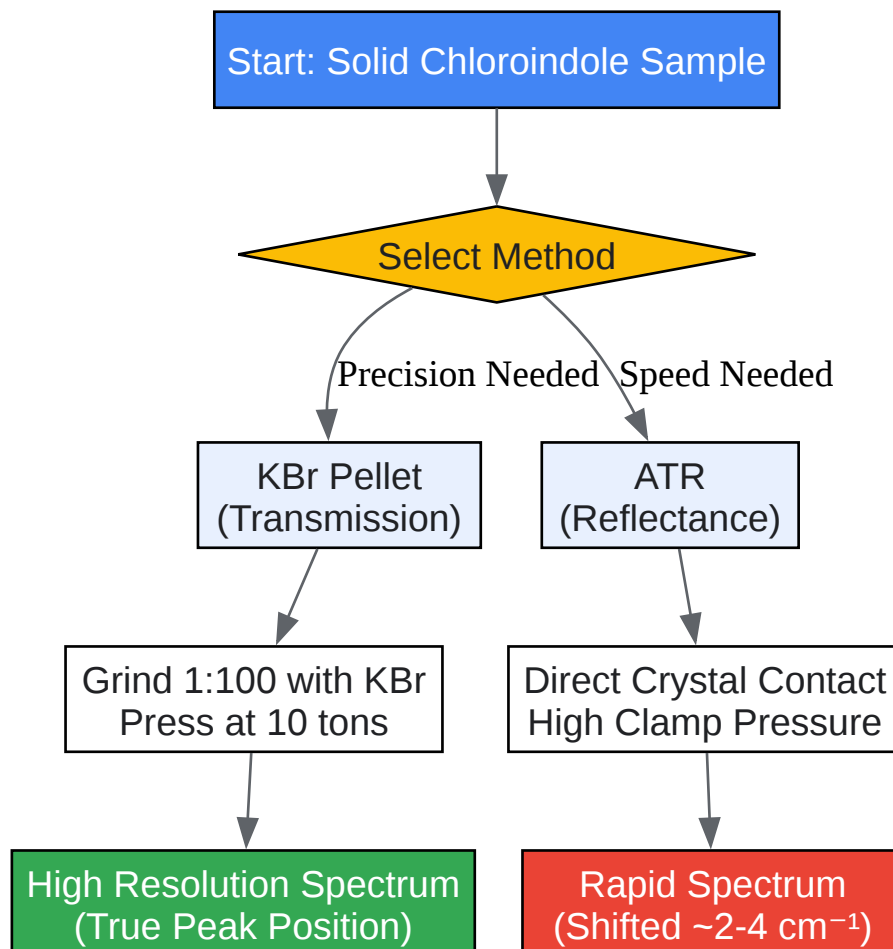 Start: Solid Chloroindole Sample
Select Method
Precision Needed
Speed Needed
KBr Pellet
(Transmission)
ATR
(Reflectance)
Grind 1:100 with KBr
Press at 10 tons
Direct Crystal Contact
High Clamp Pressure
High Resolution Spectrum
(True Peak Position)
Rapid Spectrum
(Shifted ~2-4 cm⁻¹)